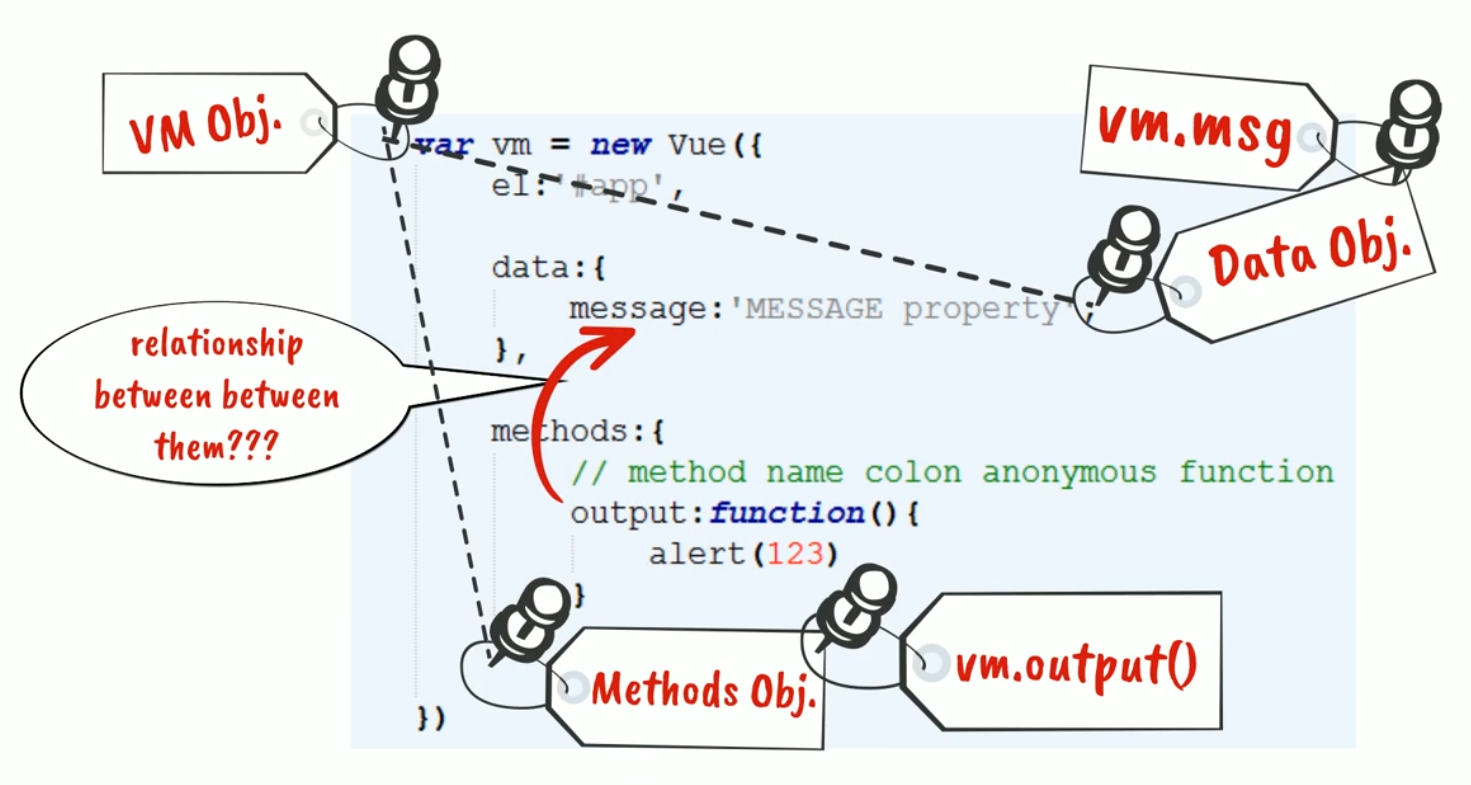 VM Obj.
vm.msg
var vm = new Vue({
el:'#app',
Data Obj.
data:{
message:'MESSAGE property',
},
relationship
between between
them???
methods:{
// method name colon anonymous function
output:function(){
alert(123)
}
Methods Obj.
vm.output()
})